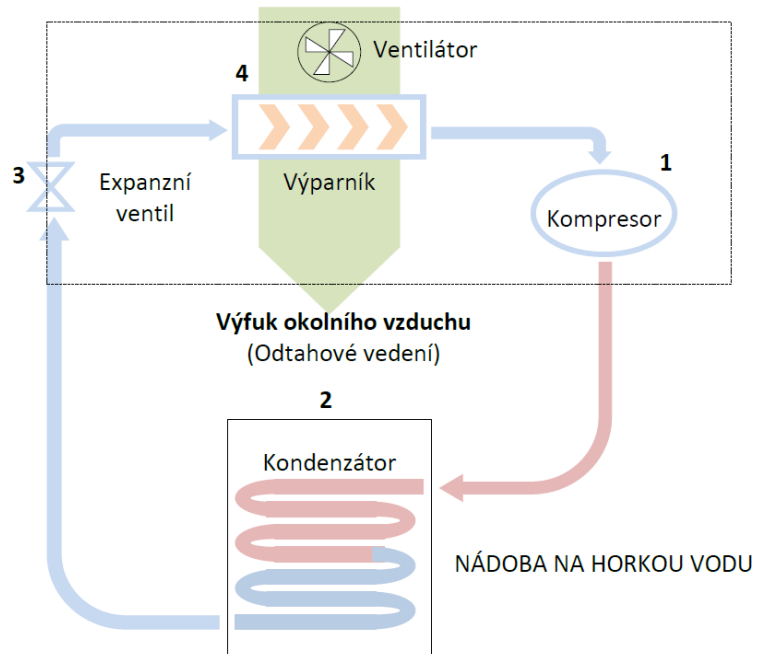 Ventilátor
4
3
Expanzní
ventil
Výparník
1
Kompresor
Výfuk okolního vzduchu
(Odtahové vedení)
2
Kondenzátor
NÁDOBA NA HORKOU VODU